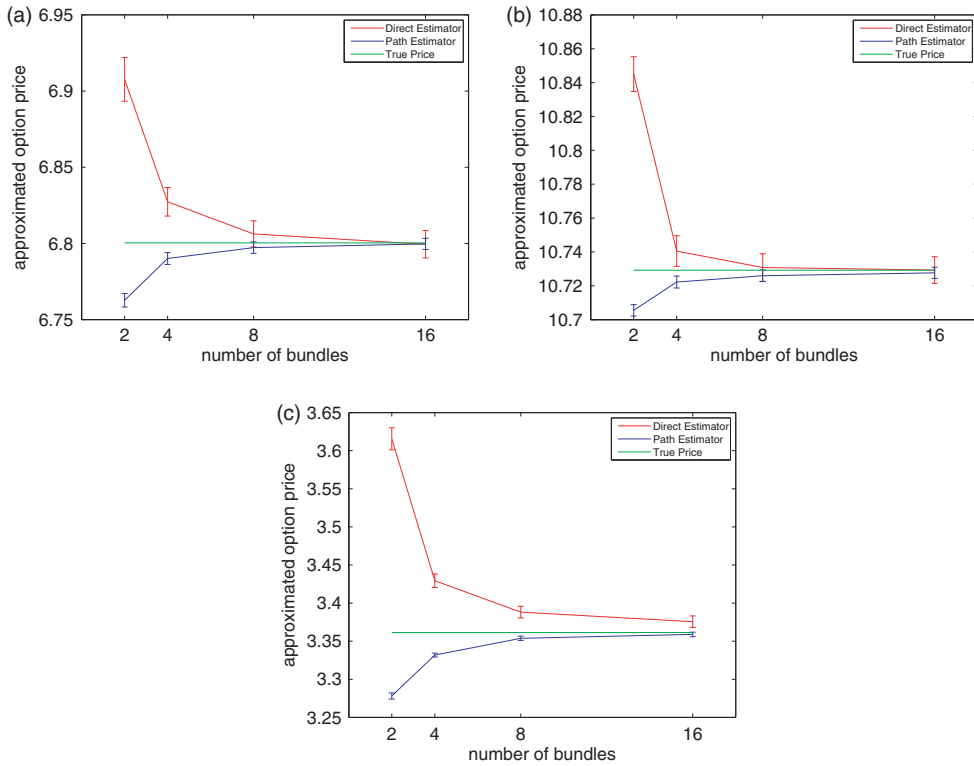 (a)
6.95
6.9
6.85
6.8
6.75
approximated option price
2 4 8 16
number of bundles
Direct Estimator
Path Estimator
True Price
(b)
10.88
10.86
10.84
10.82
10.8
10.78
10.76
10.74
10.72
10.7
approximated option price
2 4 8 16
number of bundles
Direct Estimator
Path Estimator
True Price
(c)
3.65
3.6
3.55
3.5
3.45
3.4
3.35
3.3
3.25
approximated option price
2 4 8 16
number of bundles
Direct Estimator
Path Estimator
True Price